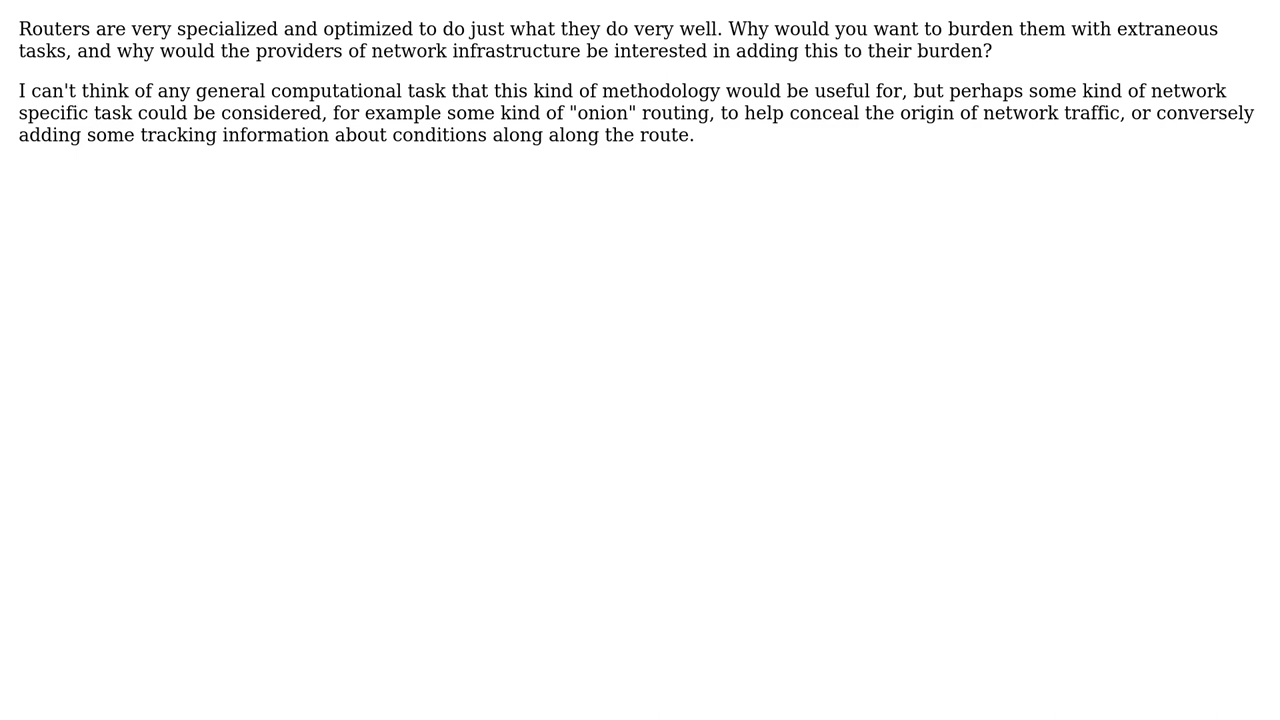 Routers are very specialized and optimized to do just what they do very well. Why would you want to burden them with extraneous
tasks, and why would the providers of network infrastructure be interested in adding this to their burden?
I can't think of any general computational task that this kind of methodology would be useful for, but perhaps some kind of network
specific task could be considered, for example some kind of "onion" routing, to help conceal the origin of network traffic, or conversely
adding some tracking information about conditions along along the route.